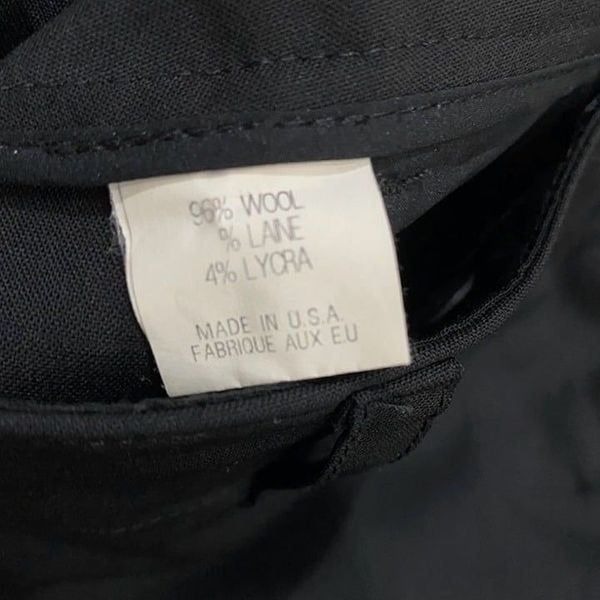 96% WOOL
% LAINE
4% LYCRA
MADE IN U.S.A.
FABRIQUE AUX E.U